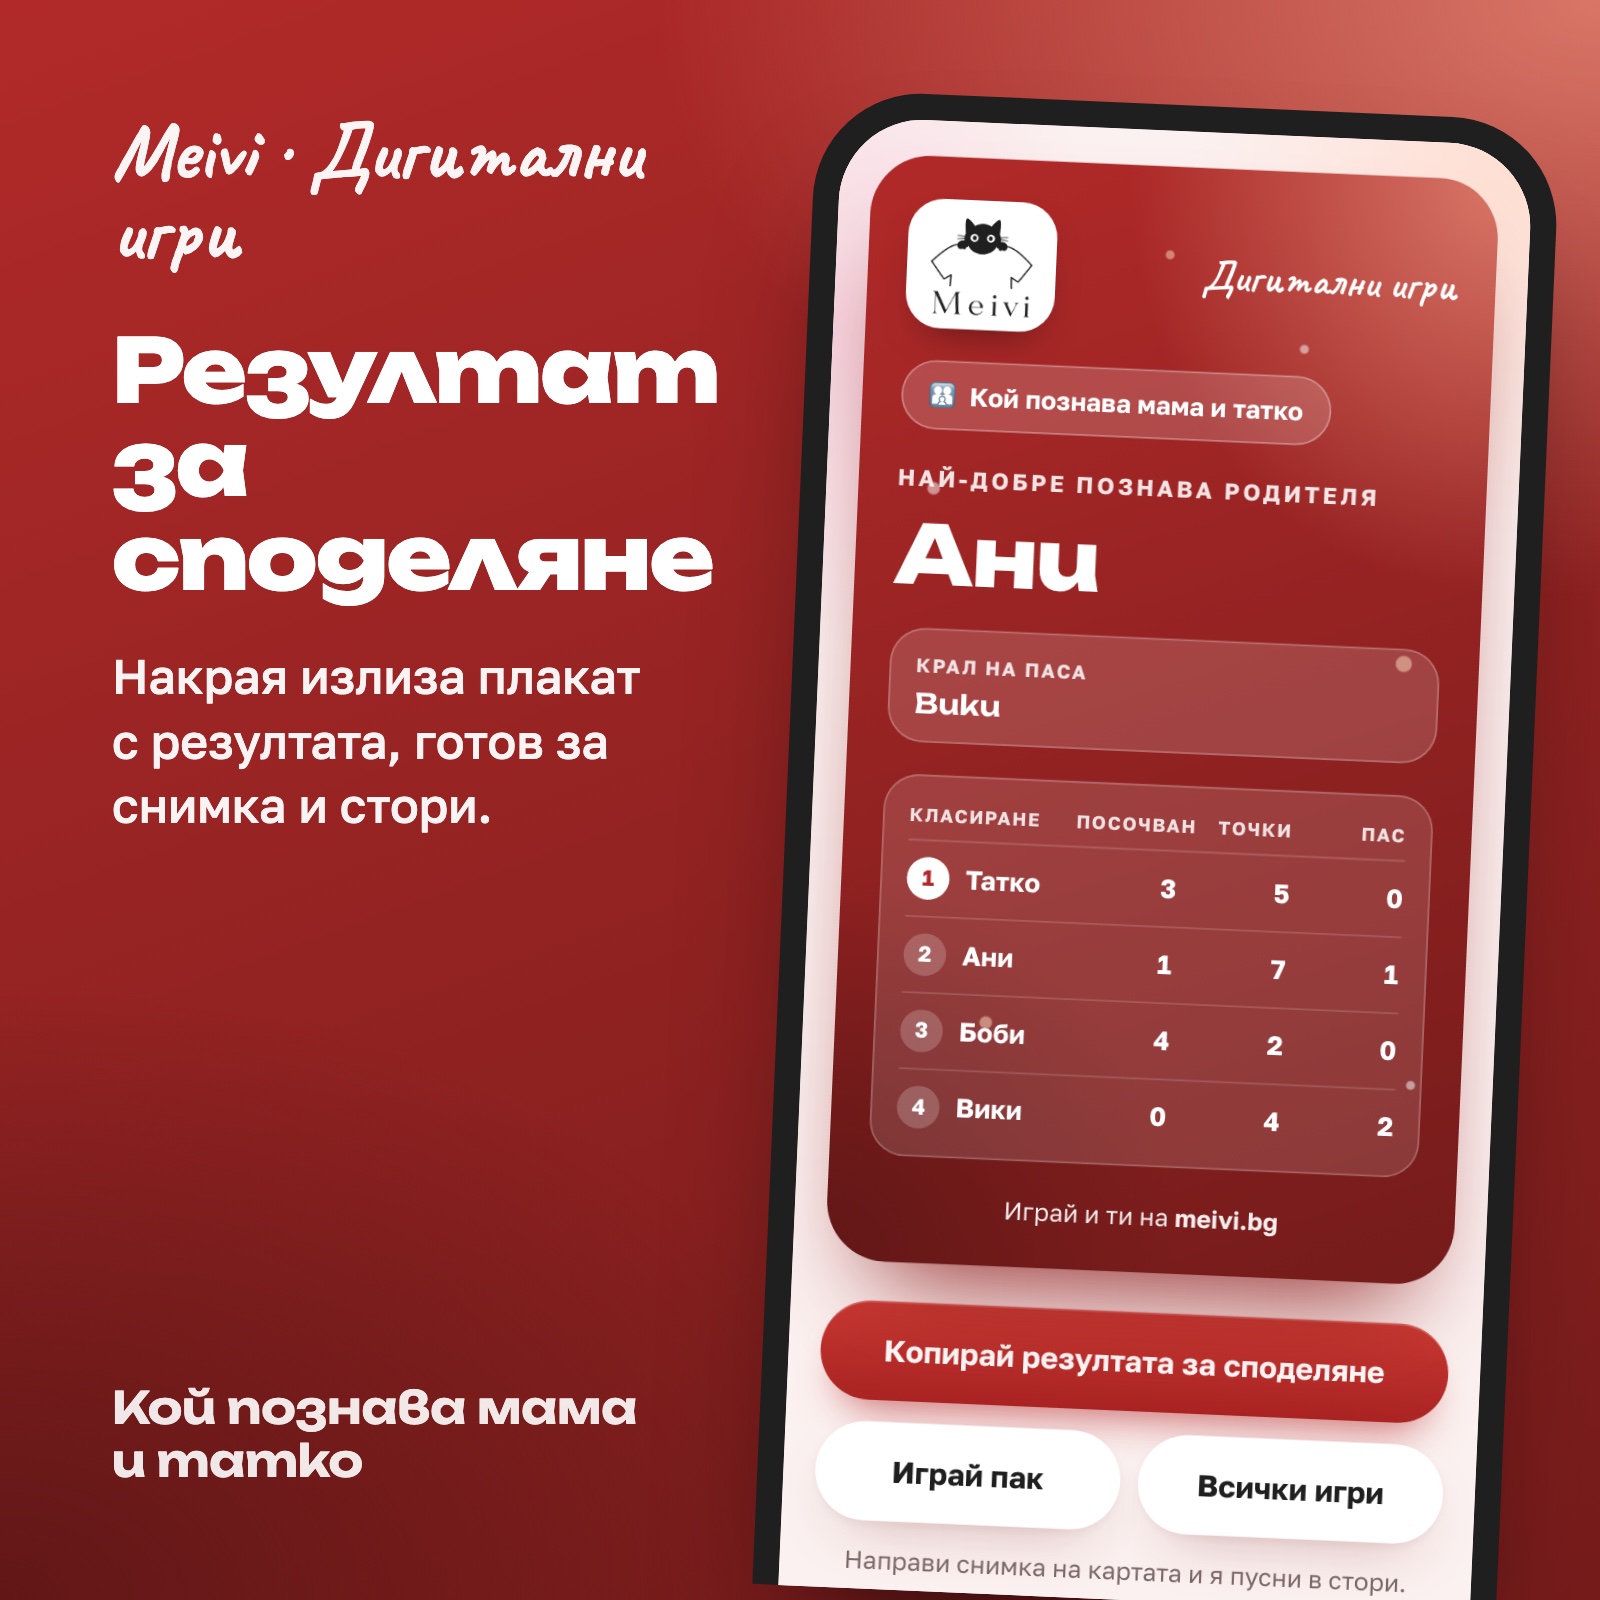 Meivi · Дигитални
игри
Резултат
за
споделяне
Накрая излиза плакат
с резултата, готов за
снимка и стори.
Кой познава мама
и татко
Meivi
Дигитални игри
Кой познава мама и татко
НАЙ-ДОБРЕ ПОЗНАВА РОДИТЕЛЯ
Ани
КРАЛ НА ПАСА
Вики
КЛАСИРАНЕ ПОСОЧВАН ТОЧКИ ПАС
1 Татко 3 5 0
2 Ани 1 7 1
3 Боби 4 2 0
4 Вики 0 4 2
Играй и ти на meivi.bg
Копирай резултата за споделяне
Играй пак
Всички игри
Направи снимка на картата и я пусни в стори.